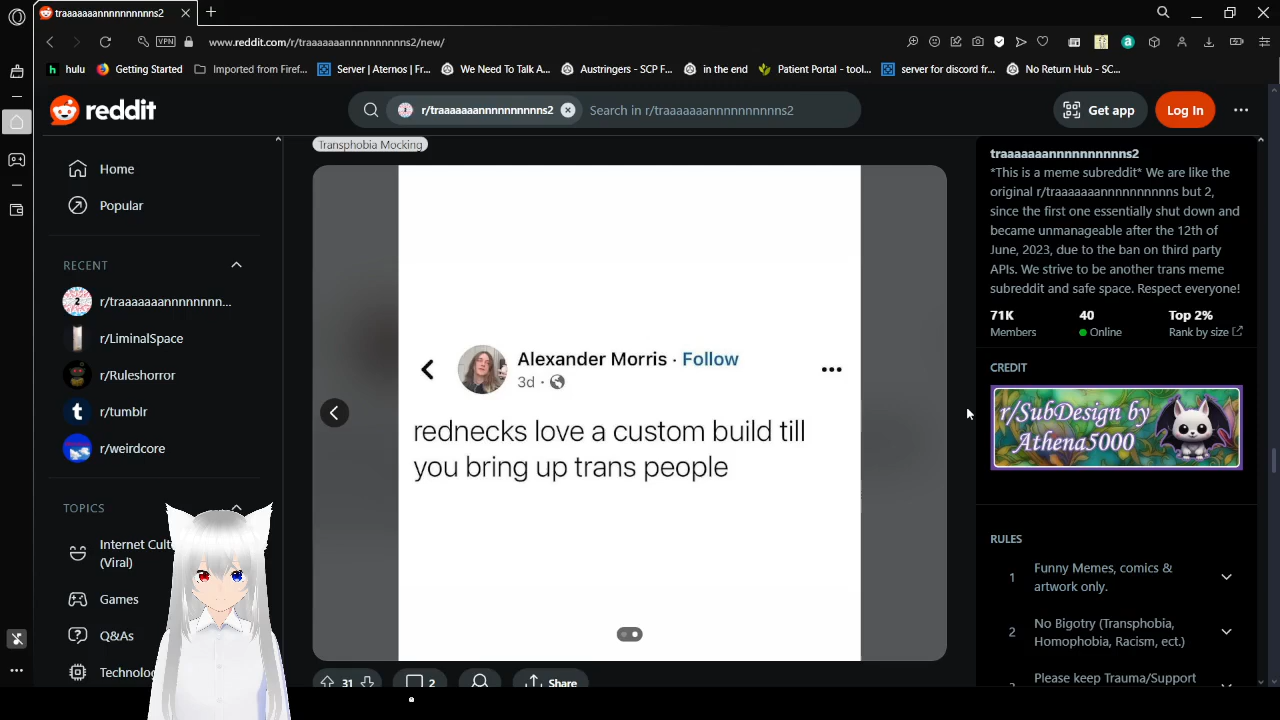 traaaaaaannnnnnnnnns2
VPN
www.reddit.com/r/traaaaaaannnnnnnnnns2/new/
hulu
Getting Started
Imported from Firef...
Server | Aternos | Fr...
We Need To Talk A...
Austringers - SCP F...
in the end
Patient Portal - tool...
server for discord fr...
No Return Hub - SC...
reddit
r/traaaaaaannnnnnnnnns2
Search in r/traaaaaaannnnnnnnnns2
Get app
Log In
Home
Popular
RECENT
r/traaaaaaannnnnnn...
r/LiminalSpace
r/Ruleshorror
r/tumblr
r/weirdcore
TOPICS
Internet Cult
(Viral)
Games
Q&As
Technolo
Transphobia Mocking
Alexander Morris · Follow
3d ·
rednecks love a custom build till
you bring up trans people
31
2
Share
traaaaaaannnnnnnnnns2
*This is a meme subreddit* We are like the
original r/traaaaaaannnnnnnnnns but 2,
since the first one essentially shut down and
became unmanageable after the 12th of
June, 2023, due to the ban on third party
APIs. We strive to be another trans meme
subreddit and safe space. Respect everyone!
71K
Members
40
Online
Top 2%
Rank by size
CREDIT
r/SubDesign by
Athena5000
RULES
1
Funny Memes, comics &
artwork only.
2
No Bigotry (Transphobia,
Homophobia, Racism, ect.)
Please keep Trauma/Support